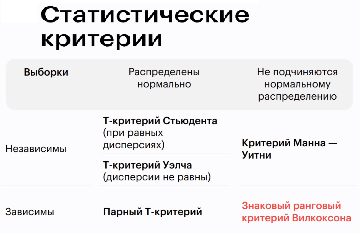 Статистические
критерии
Выборки
Распределены
нормально
Не подчиняются
нормальному
распределению
Независимы
Т-критерий Стьюдента
(при равных
дисперсиях)
Т-критерий Уэлча
(дисперсии не равны)
Критерий Манна —
Уитни
Зависимы
Парный Т-критерий
Знаковый ранговый
критерий Вилкоксона